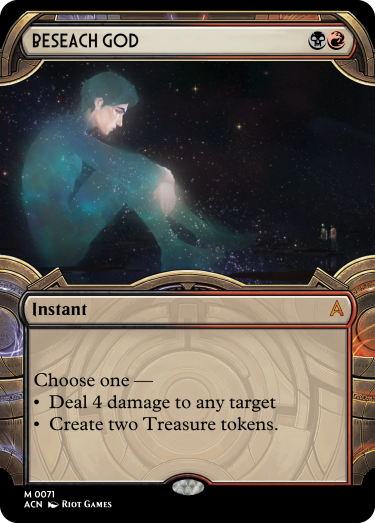 BESEACH GOD
Instant
A
Choose one —
• Deal 4 damage to any target
• Create two Treasure tokens.
M 0071
ACN Riot Games